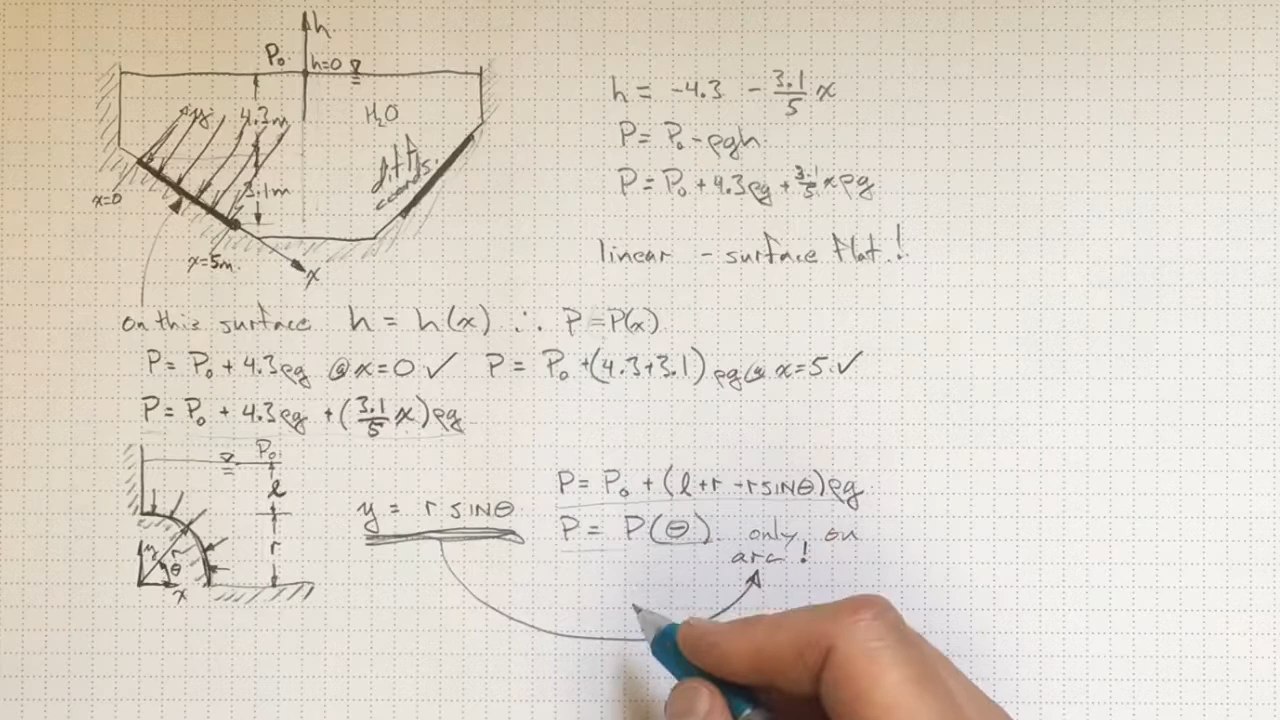 h
P₀ h=0
4.3m H₂O
y
3.1m
x=0
x=5m.
x
h = -4.3 - 3.1/5 x
P = P₀ - ρgh
P = P₀ + 4.3ρg + 3.1/5 xρg
linear - surface flat!
on this surface h = h(x) ∴ P = P(x)
P = P₀ + 4.3ρg @ x=0 ✓ P = P₀ + (4.3+3.1)ρg @ x=5 ✓
P = P₀ + 4.3ρg + (3.1/5 x)ρg
P₀
l
r
y
r
θ
x
y = r SINθ
P = P₀ + (l+r-rSINθ)ρg
P = P(θ) only on
arc!